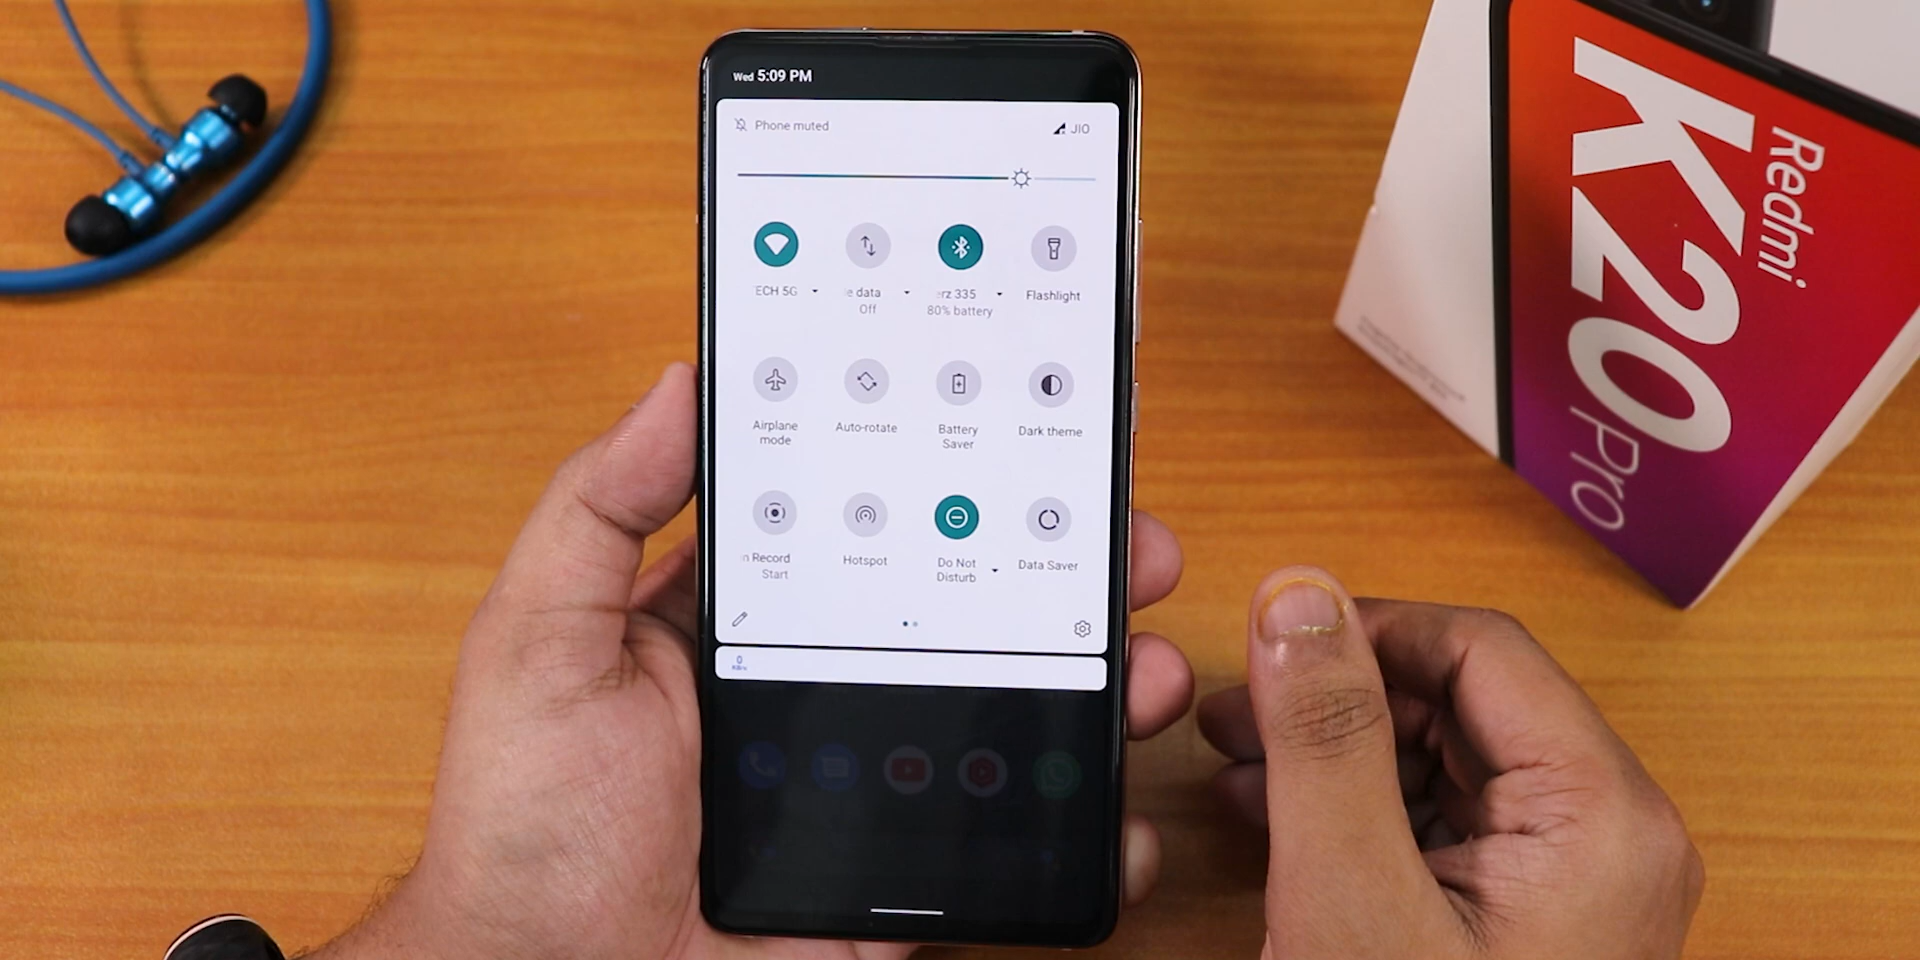 Wed 5:09 PM
Phone muted
JIO
ECH 5G
e data
Off
rz 335
80% battery
Flashlight
Airplane
mode
Auto-rotate
Battery
Saver
Dark theme
n Record
Start
Hotspot
Do Not
Disturb
Data Saver
0
Redmi
K20 Pro